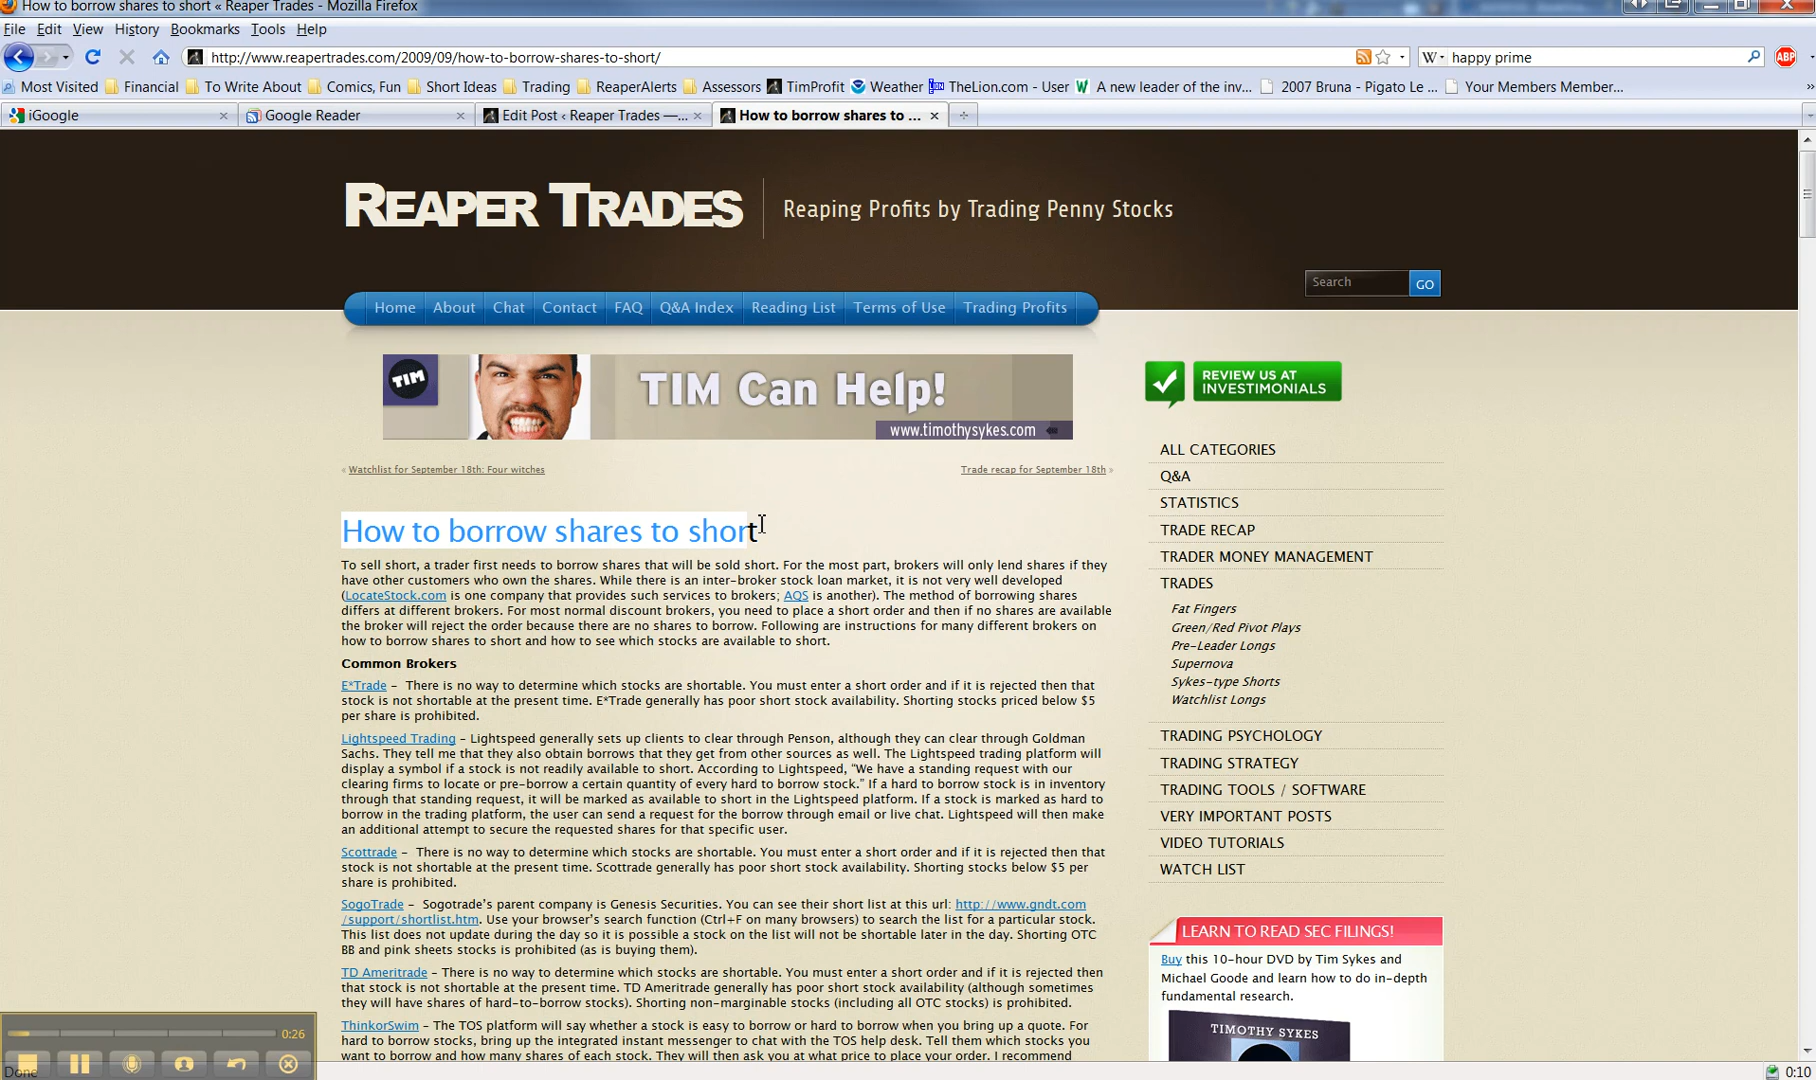 How to borrow shares to short « Reaper Trades - Mozilla Firefox
File Edit View History Bookmarks Tools Help
http://www.reapertrades.com/2009/09/how-to-borrow-shares-to-short/
W happy prime
ABP
Most Visited Financial To Write About Comics, Fun Short Ideas Trading ReaperAlerts Assessors TimProfit Weather TheLion.com - User W A new leader of the inv... 2007 Bruna - Pigato Le ... Your Members Member... »
iGoogle
Google Reader
Edit Post ‹ Reaper Trades —...
How to borrow shares to ...
REAPER TRADES
Reaping Profits by Trading Penny Stocks
Search
GO
Home About Chat Contact FAQ Q&A Index Reading List Terms of Use Trading Profits
TIM
TIM Can Help!
www.timothysykes.com
« Watchlist for September 18th: Four witches
Trade recap for September 18th »
How to borrow shares to short
To sell short, a trader first needs to borrow shares that will be sold short. For the most part, brokers will only lend shares if they
have other customers who own the shares. While there is an inter-broker stock loan market, it is not very well developed
(LocateStock.com is one company that provides such services to brokers; AQS is another). The method of borrowing shares
differs at different brokers. For most normal discount brokers, you need to place a short order and then if no shares are available
the broker will reject the order because there are no shares to borrow. Following are instructions for many different brokers on
how to borrow shares to short and how to see which stocks are available to short.
Common Brokers
E*Trade – There is no way to determine which stocks are shortable. You must enter a short order and if it is rejected then that
stock is not shortable at the present time. E*Trade generally has poor short stock availability. Shorting stocks priced below $5
per share is prohibited.
Lightspeed Trading – Lightspeed generally sets up clients to clear through Penson, although they can clear through Goldman
Sachs. They tell me that they also obtain borrows that they get from other sources as well. The Lightspeed trading platform will
display a symbol if a stock is not readily available to short. According to Lightspeed, “We have a standing request with our
clearing firms to locate or pre-borrow a certain quantity of every hard to borrow stock.” If a hard to borrow stock is in inventory
through that standing request, it will be marked as available to short in the Lightspeed platform. If a stock is marked as hard to
borrow in the trading platform, the user can send a request for the borrow through email or live chat. Lightspeed will then make
an additional attempt to secure the requested shares for that specific user.
Scottrade – There is no way to determine which stocks are shortable. You must enter a short order and if it is rejected then that
stock is not shortable at the present time. Scottrade generally has poor short stock availability. Shorting stocks below $5 per
share is prohibited.
SogoTrade – Sogotrade’s parent company is Genesis Securities. You can see their short list at this url: http://www.gndt.com
/support/shortlist.htm. Use your browser’s search function (Ctrl+F on many browsers) to search the list for a particular stock.
This list does not update during the day so it is possible a stock on the list will not be shortable later in the day. Shorting OTC
BB and pink sheets stocks is prohibited (as is buying them).
TD Ameritrade – There is no way to determine which stocks are shortable. You must enter a short order and if it is rejected then
that stock is not shortable at the present time. TD Ameritrade generally has poor short stock availability (although sometimes
they will have shares of hard-to-borrow stocks). Shorting non-marginable stocks (including all OTC stocks) is prohibited.
ThinkorSwim – The TOS platform will say whether a stock is easy to borrow or hard to borrow when you bring up a quote. For
hard to borrow stocks, bring up the integrated instant messenger to chat with the TOS help desk. Tell them which stocks you
want to borrow and how many shares of each stock. They will then ask you at what price to place your order. I recommend
REVIEW US AT
INVESTIMONIALS
ALL CATEGORIES
Q&A
STATISTICS
TRADE RECAP
TRADER MONEY MANAGEMENT
TRADES
Fat Fingers
Green/Red Pivot Plays
Pre-Leader Longs
Supernova
Sykes-type Shorts
Watchlist Longs
TRADING PSYCHOLOGY
TRADING STRATEGY
TRADING TOOLS / SOFTWARE
VERY IMPORTANT POSTS
VIDEO TUTORIALS
WATCH LIST
LEARN TO READ SEC FILINGS!
Buy this 10-hour DVD by Tim Sykes and
Michael Goode and learn how to do in-depth
fundamental research.
TIMOTHY SYKES
0:26
Done
0:10